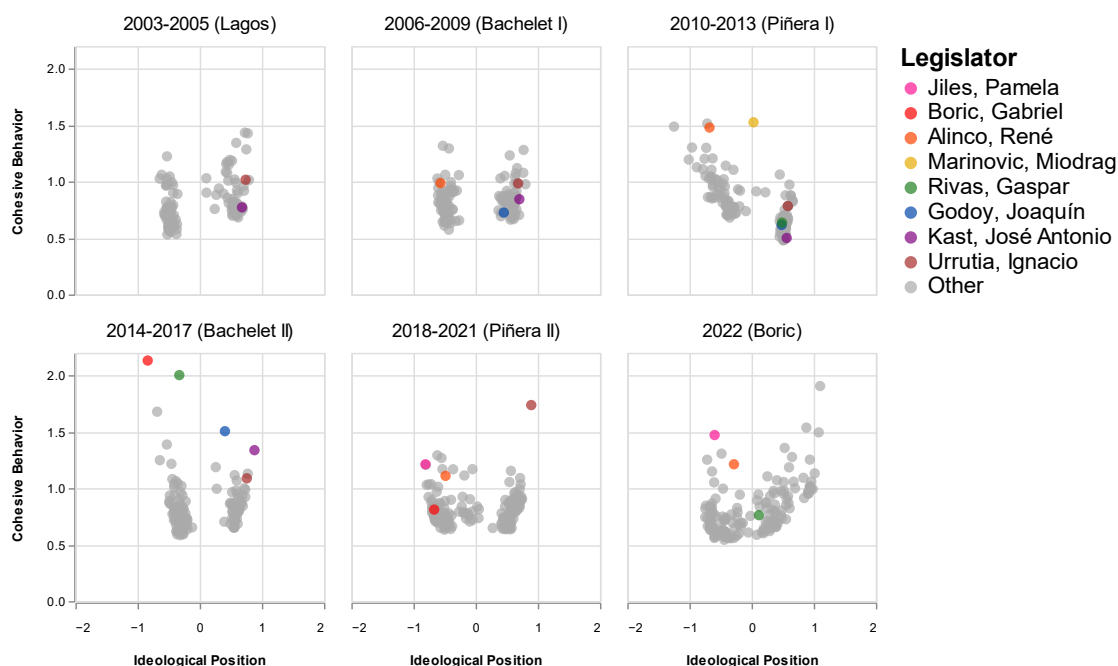 2003-2005 (Lagos)
2006-2009 (Bachelet I)
2010-2013 (Piñera I)
2.0
1.5
1.0
0.5
0.0
Cohesive Behavior
Legislator
Jiles, Pamela
Boric, Gabriel
Alinco, René
Marinovic, Miodrag
Rivas, Gaspar
Godoy, Joaquín
Kast, José Antonio
Urrutia, Ignacio
Other
2014-2017 (Bachelet II)
2018-2021 (Piñera II)
2022 (Boric)
2.0
1.5
1.0
0.5
0.0
Cohesive Behavior
−2 −1 0 1 2
−2 −1 0 1 2
−2 −1 0 1 2
Ideological Position
Ideological Position
Ideological Position